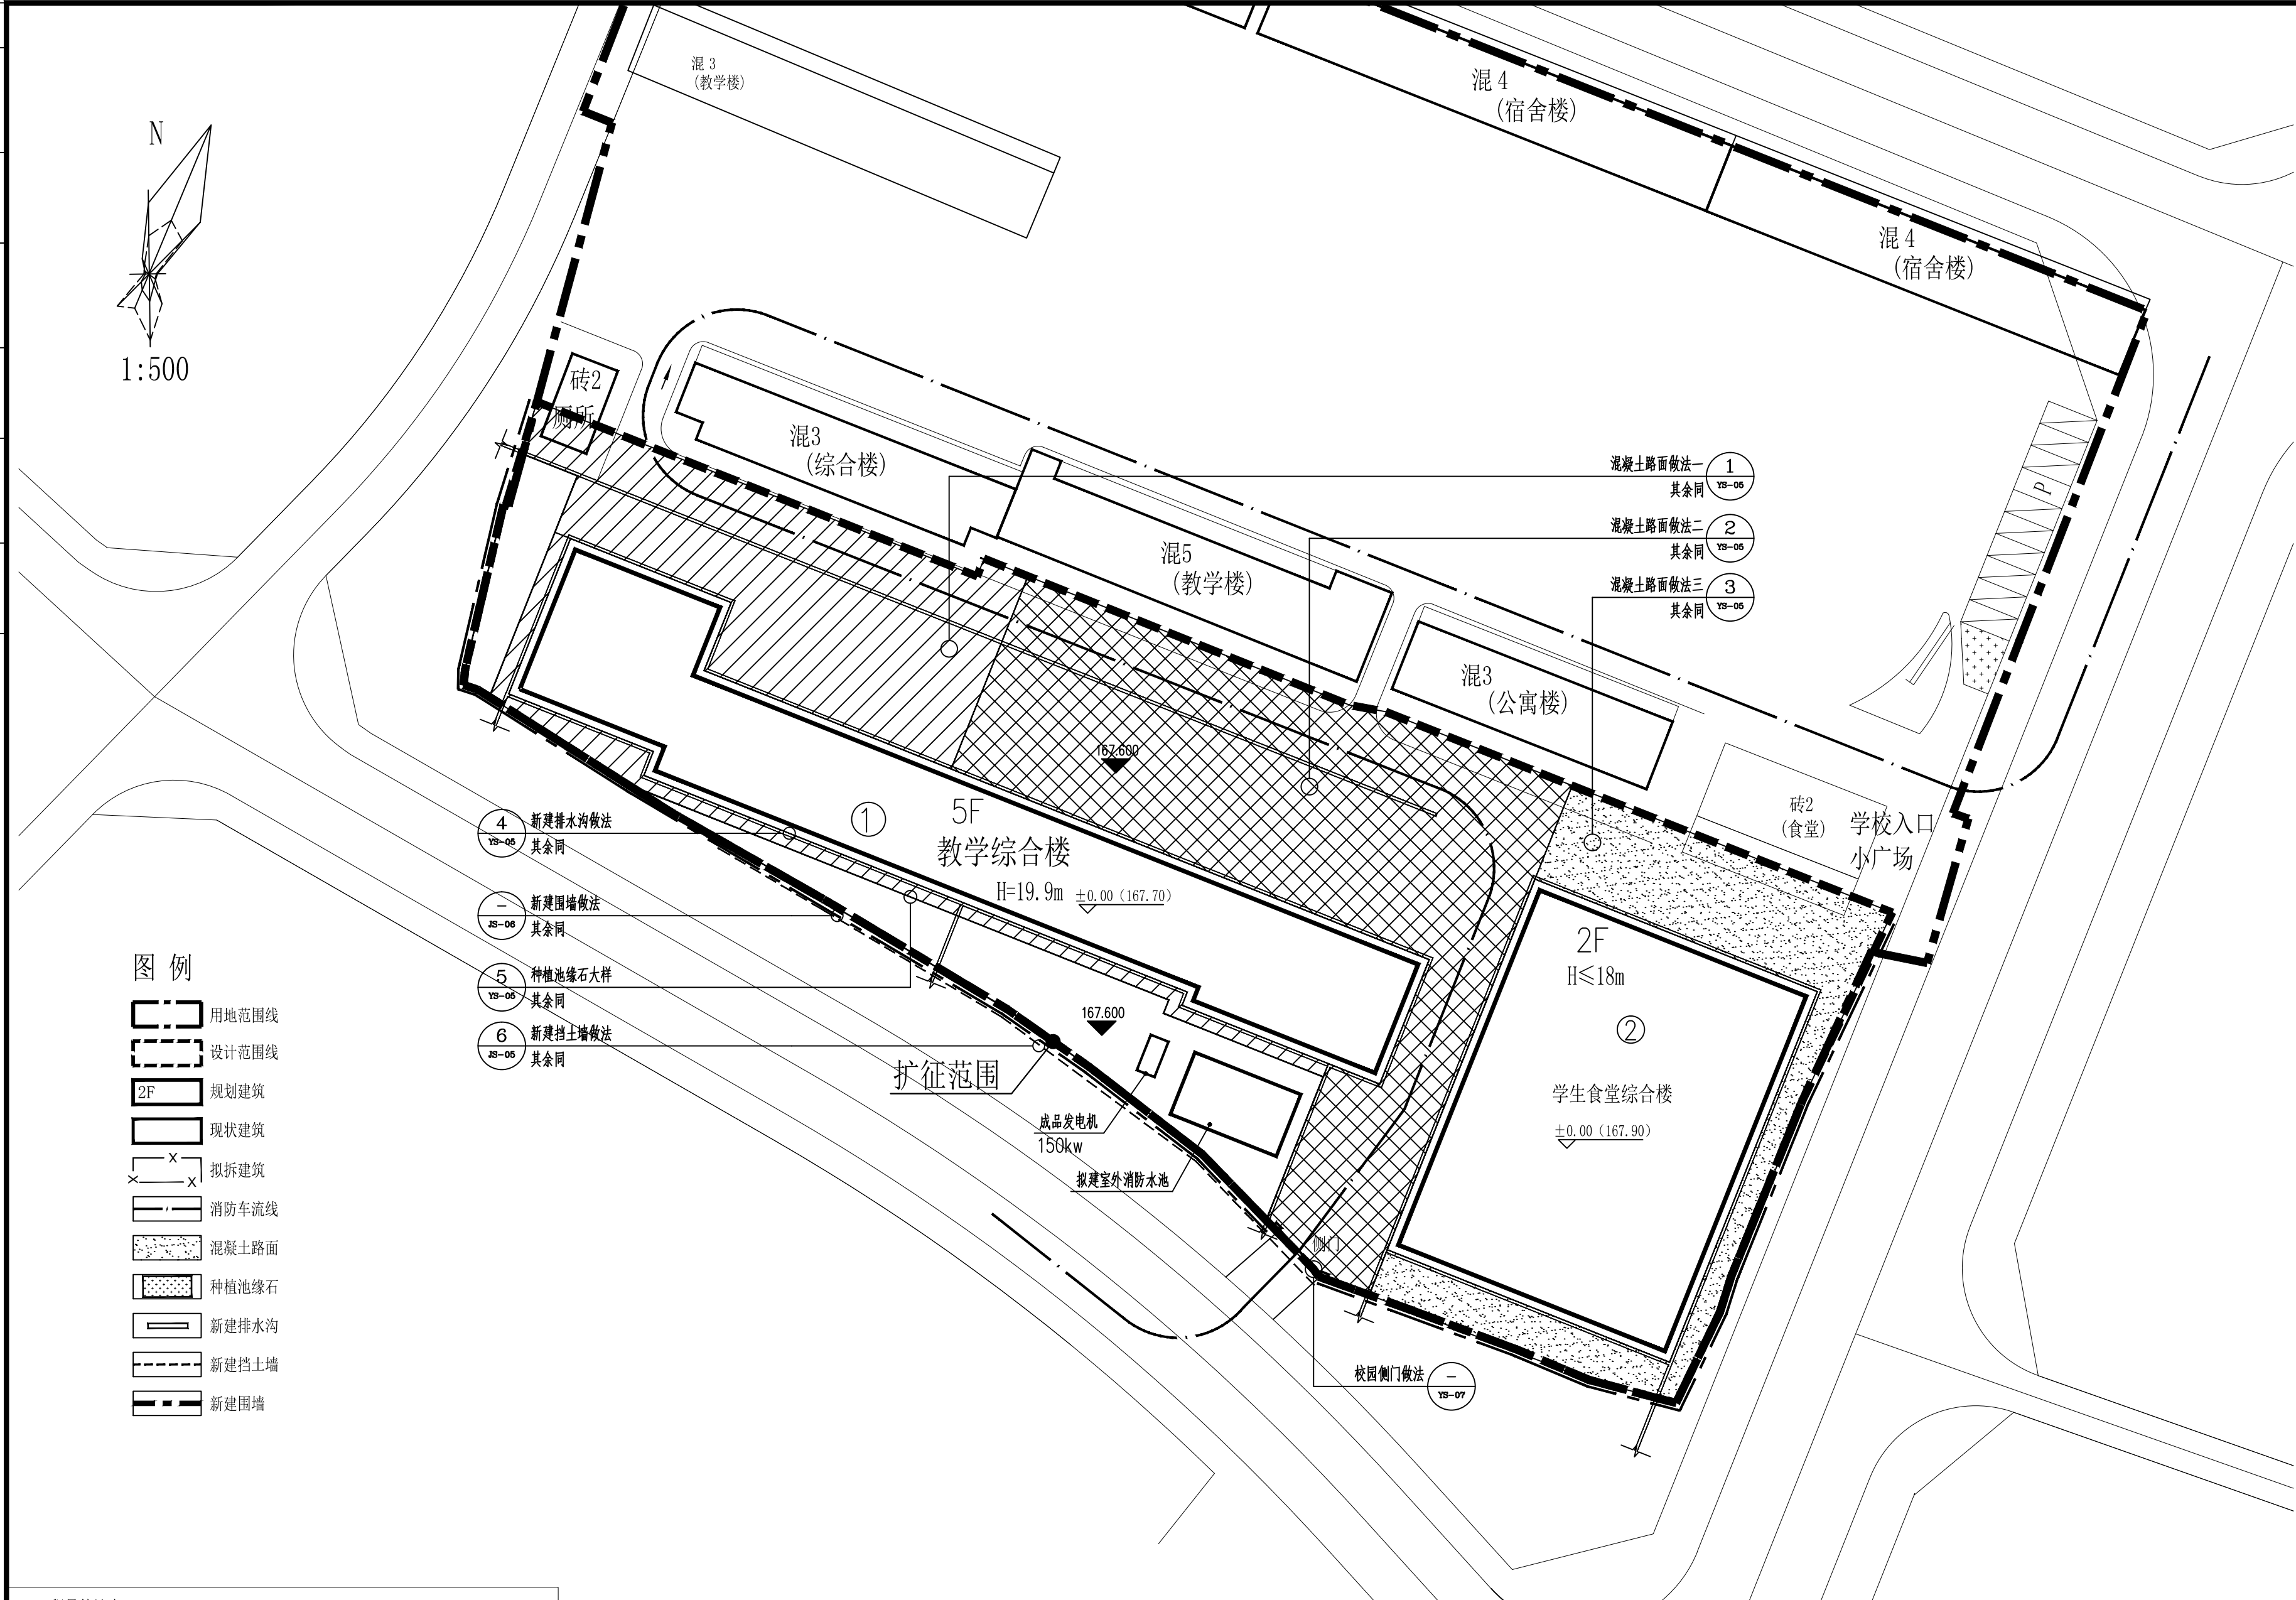 混 3
(教学楼)
混 4
(宿舍楼)
混 4
(宿舍楼)
N
1:500
砖2
厕所
混3
(综合楼)
混5
(教学楼)
混3
(公寓楼)
混凝土路面做法一
其余同
1
YS-05
混凝土路面做法二
其余同
2
YS-05
混凝土路面做法三
其余同
3
YS-05
P
167.600
砖2
(食堂)
学校入口
小广场
①
5F
教学综合楼
H=19.9m
±0.00 (167.70)
4
YS-05
新建排水沟做法
其余同
—
JS-06
新建围墙做法
其余同
5
YS-05
种植池缘石大样
其余同
6
JS-05
新建挡土墙做法
其余同
2F
H≤18m
②
学生食堂综合楼
±0.00 (167.90)
167.600
扩征范围
成品发电机
150kw
拟建室外消防水池
侧门
校园侧门做法
—
YS-07
图 例
用地范围线
设计范围线
2F
规划建筑
现状建筑
x
x
x
拟拆建筑
消防车流线
混凝土路面
种植池缘石
新建排水沟
新建挡土墙
新建围墙